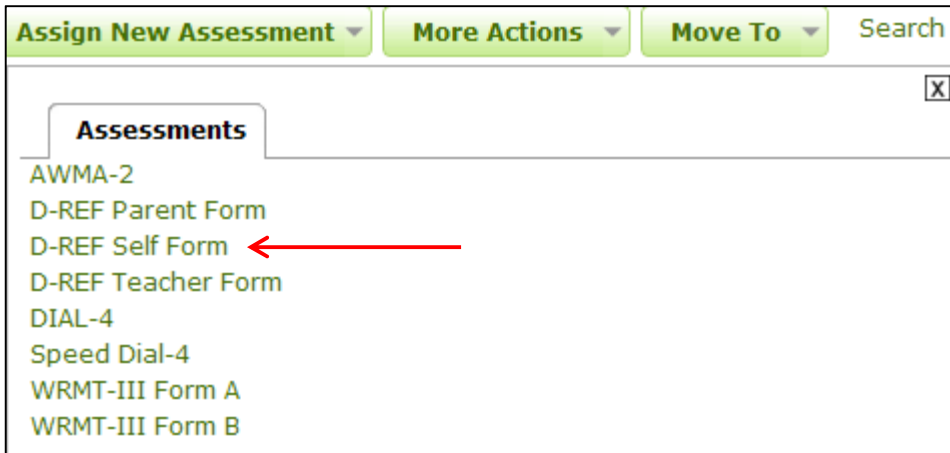 Assign New Assessment More Actions Move To Search
X
Assessments
AWMA-2
D-REF Parent Form
D-REF Self Form
D-REF Teacher Form
DIAL-4
Speed Dial-4
WRMT-III Form A
WRMT-III Form B